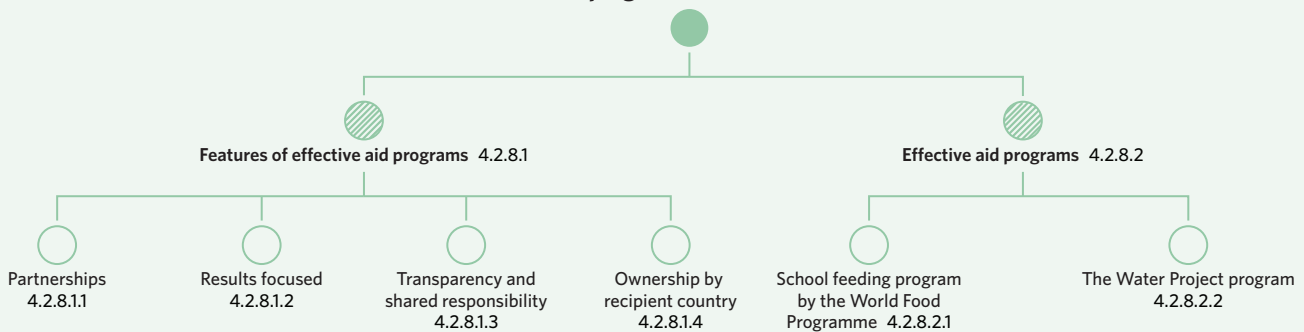 Features of effective aid programs 4.2.8.1
Effective aid programs 4.2.8.2
Partnerships
4.2.8.1.1
Results focused
4.2.8.1.2
Transparency and
shared responsibility
4.2.8.1.3
Ownership by
recipient country
4.2.8.1.4
School feeding program
by the World Food
Programme 4.2.8.2.1
The Water Project program
4.2.8.2.2